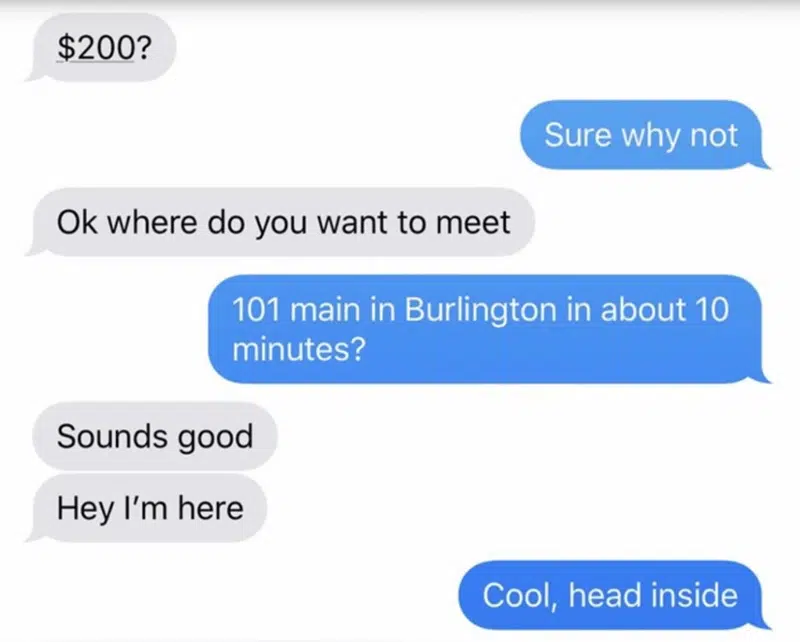 $200?
Sure why not
Ok where do you want to meet
101 main in Burlington in about 10
minutes?
Sounds good
Hey I’m here
Cool, head inside